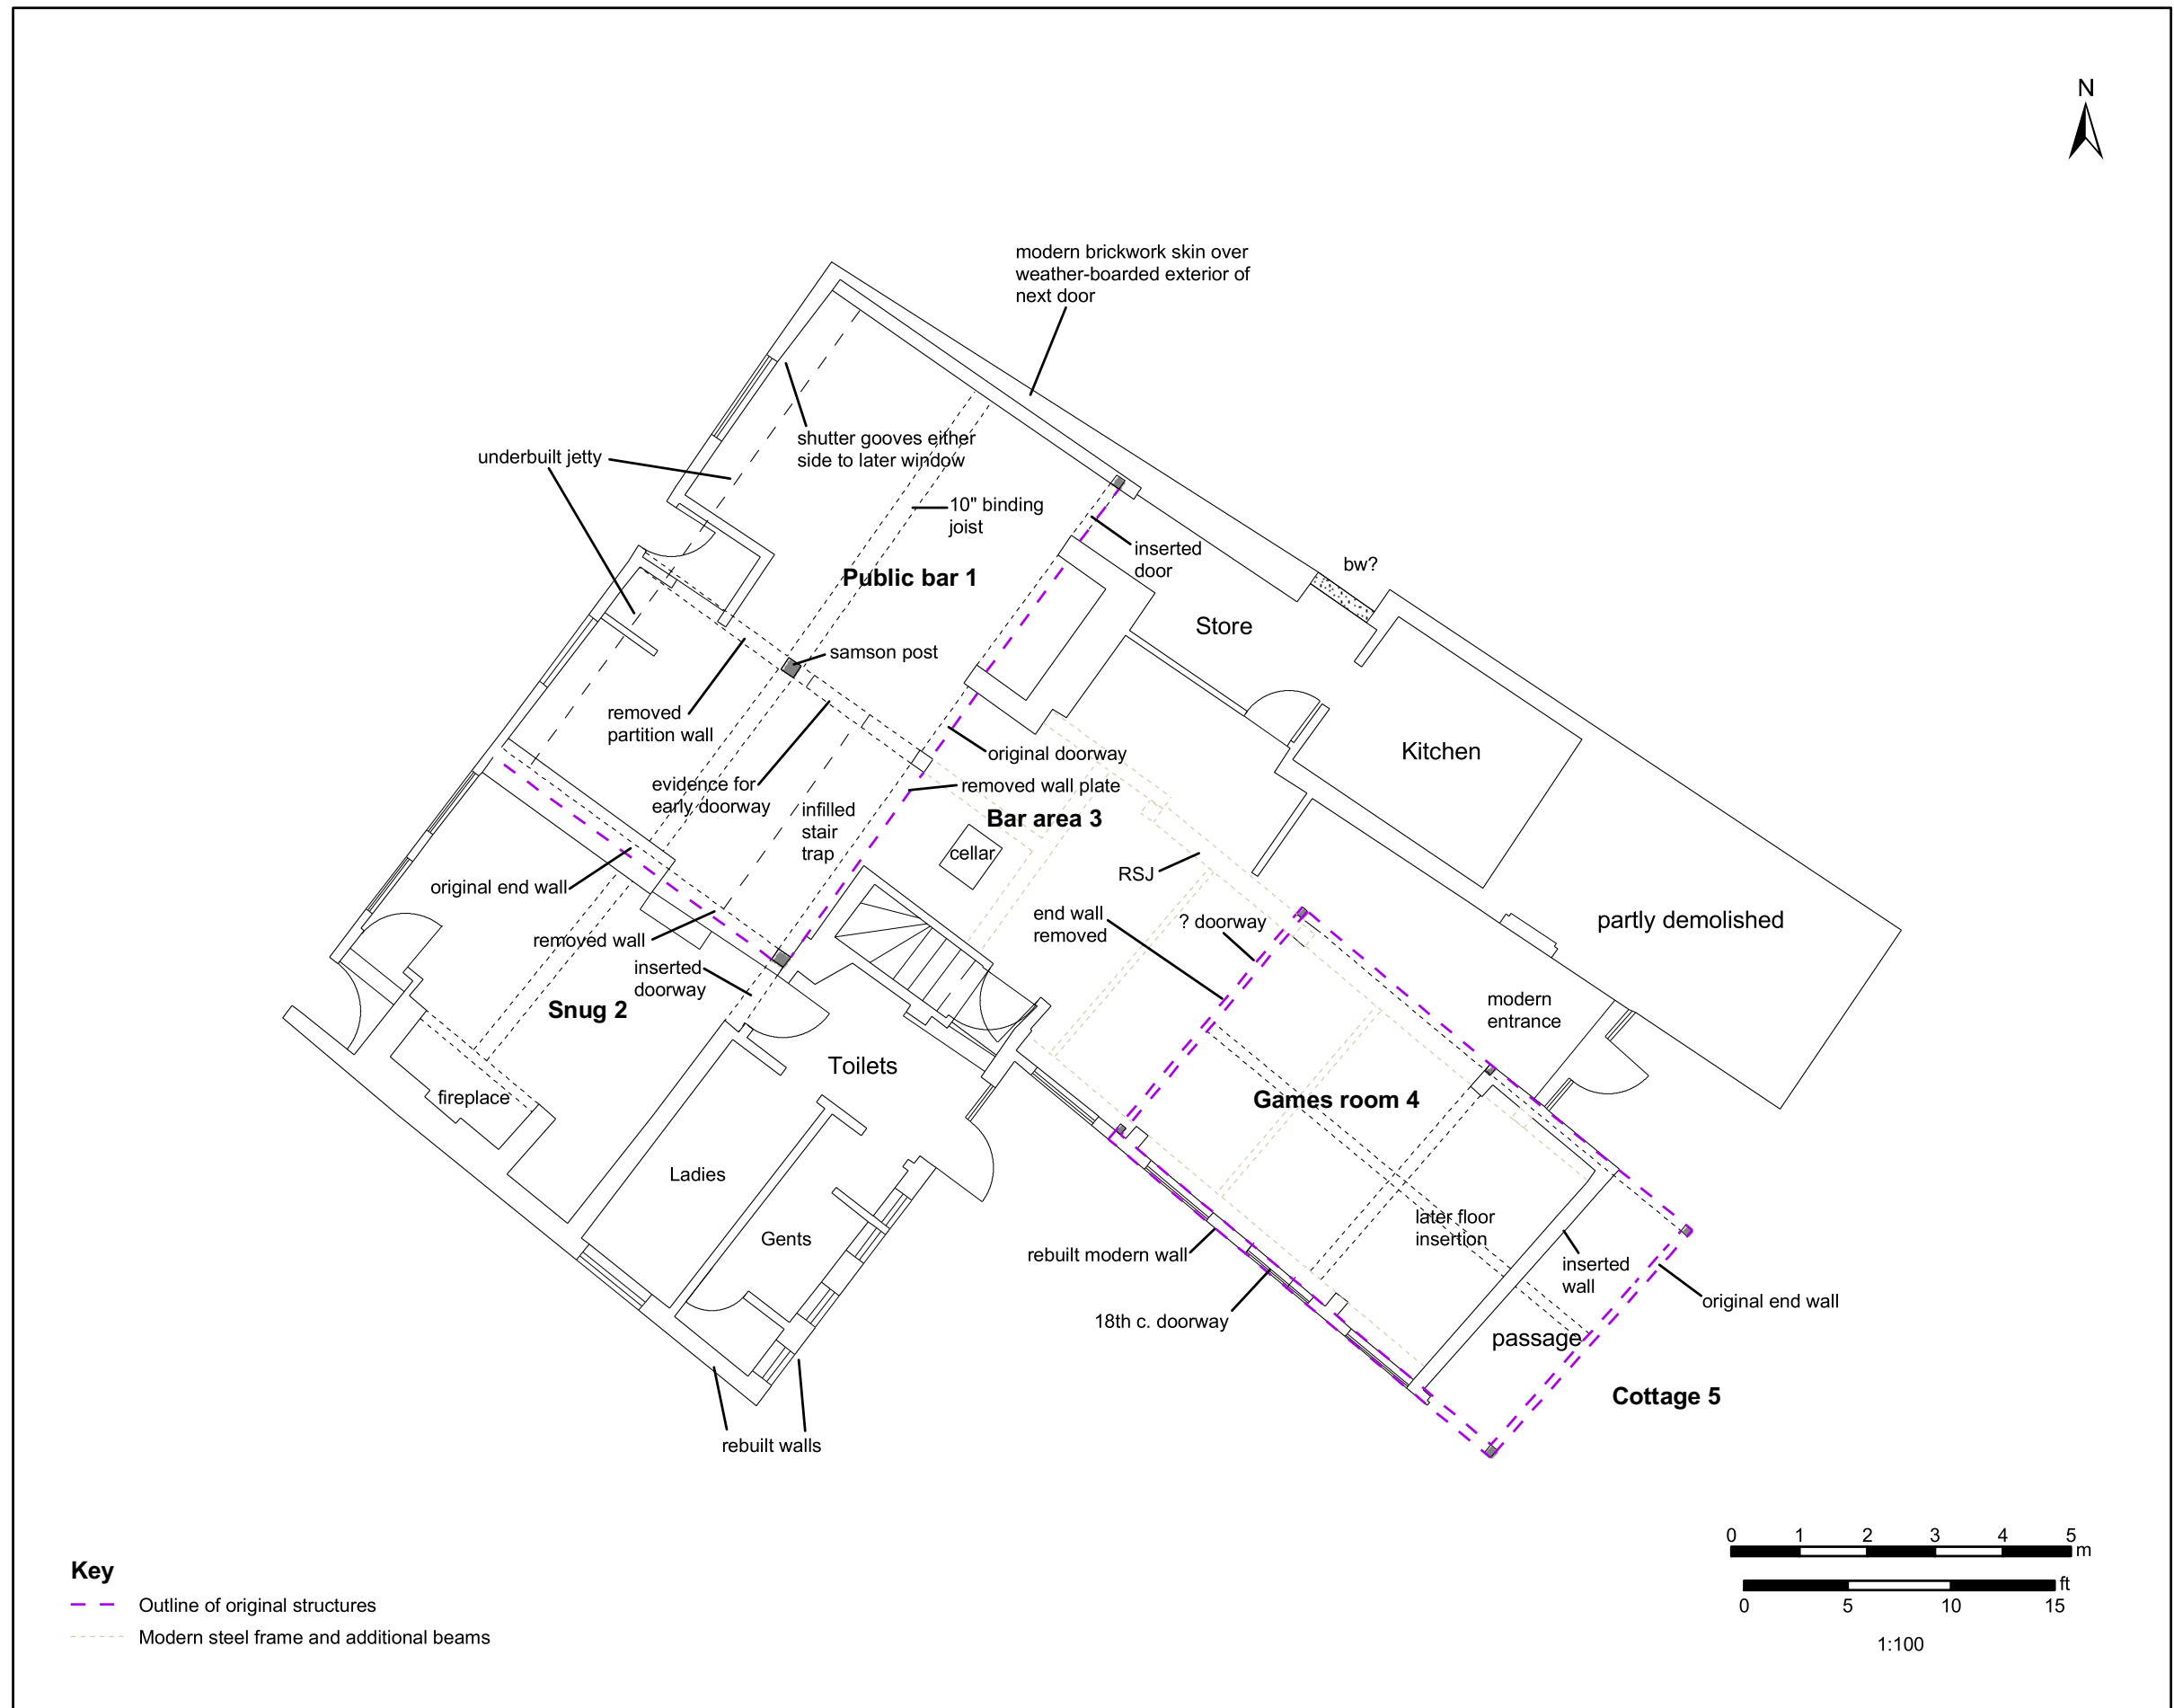 N
modern brickwork skin over
weather-boarded exterior of
next door
shutter gooves either
side to later window
underbuilt jetty
10" binding
joist
inserted
door
bw?
Public bar 1
Store
samson post
removed
partition wall
original doorway
Kitchen
evidence for
early doorway
removed wall plate
infilled
stair
trap
Bar area 3
cellar
RSJ
original end wall
end wall
removed
? doorway
partly demolished
removed wall
inserted
doorway
Snug 2
modern
entrance
Toilets
fireplace
Games room 4
Ladies
Gents
later floor
insertion
rebuilt modern wall
inserted
wall
original end wall
18th c. doorway
passage
Cottage 5
rebuilt walls
0 1 2 3 4 5
m
ft
0 5 10 15
1:100
Key
Outline of original structures
Modern steel frame and additional beams